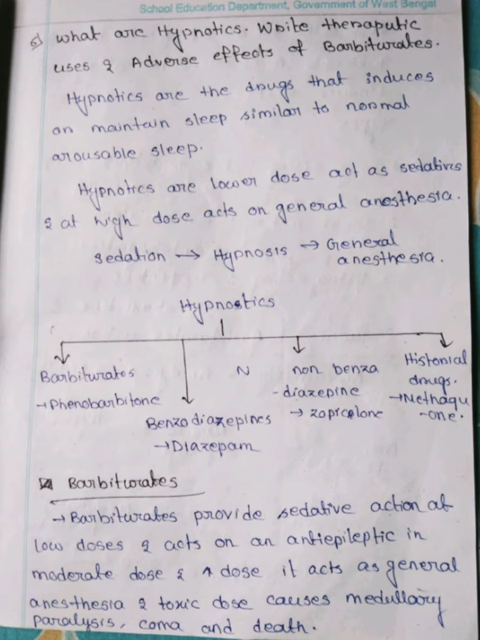 School Education Department, Government of West Bengal
5) What are Hypnotics. Write theraputic
uses & Adverse effects of Barbiturates.
Hypnotics are the drugs that induces
on maintain sleep similar to normal
arousable sleep.
Hypnotics are lower dose act as sedatives
& at high dose acts on general anesthesia.
Sedation → Hypnosis → General
anesthesia.
Hypnostics
Barbiturates
→ Phenobarbitone
Benzodiazepines
→ Diazepam
N non benza
-diazepine
→ zopicolone
Historial
drugs.
→ Nethaqu
-one.
Barbiturates
→ Barbiturates provide sedative action at
low doses & acts on an antiepileptic in
moderate dose & ↑ dose it acts as general
anesthesia & toxic dose causes medullary
paralysis, coma and death.